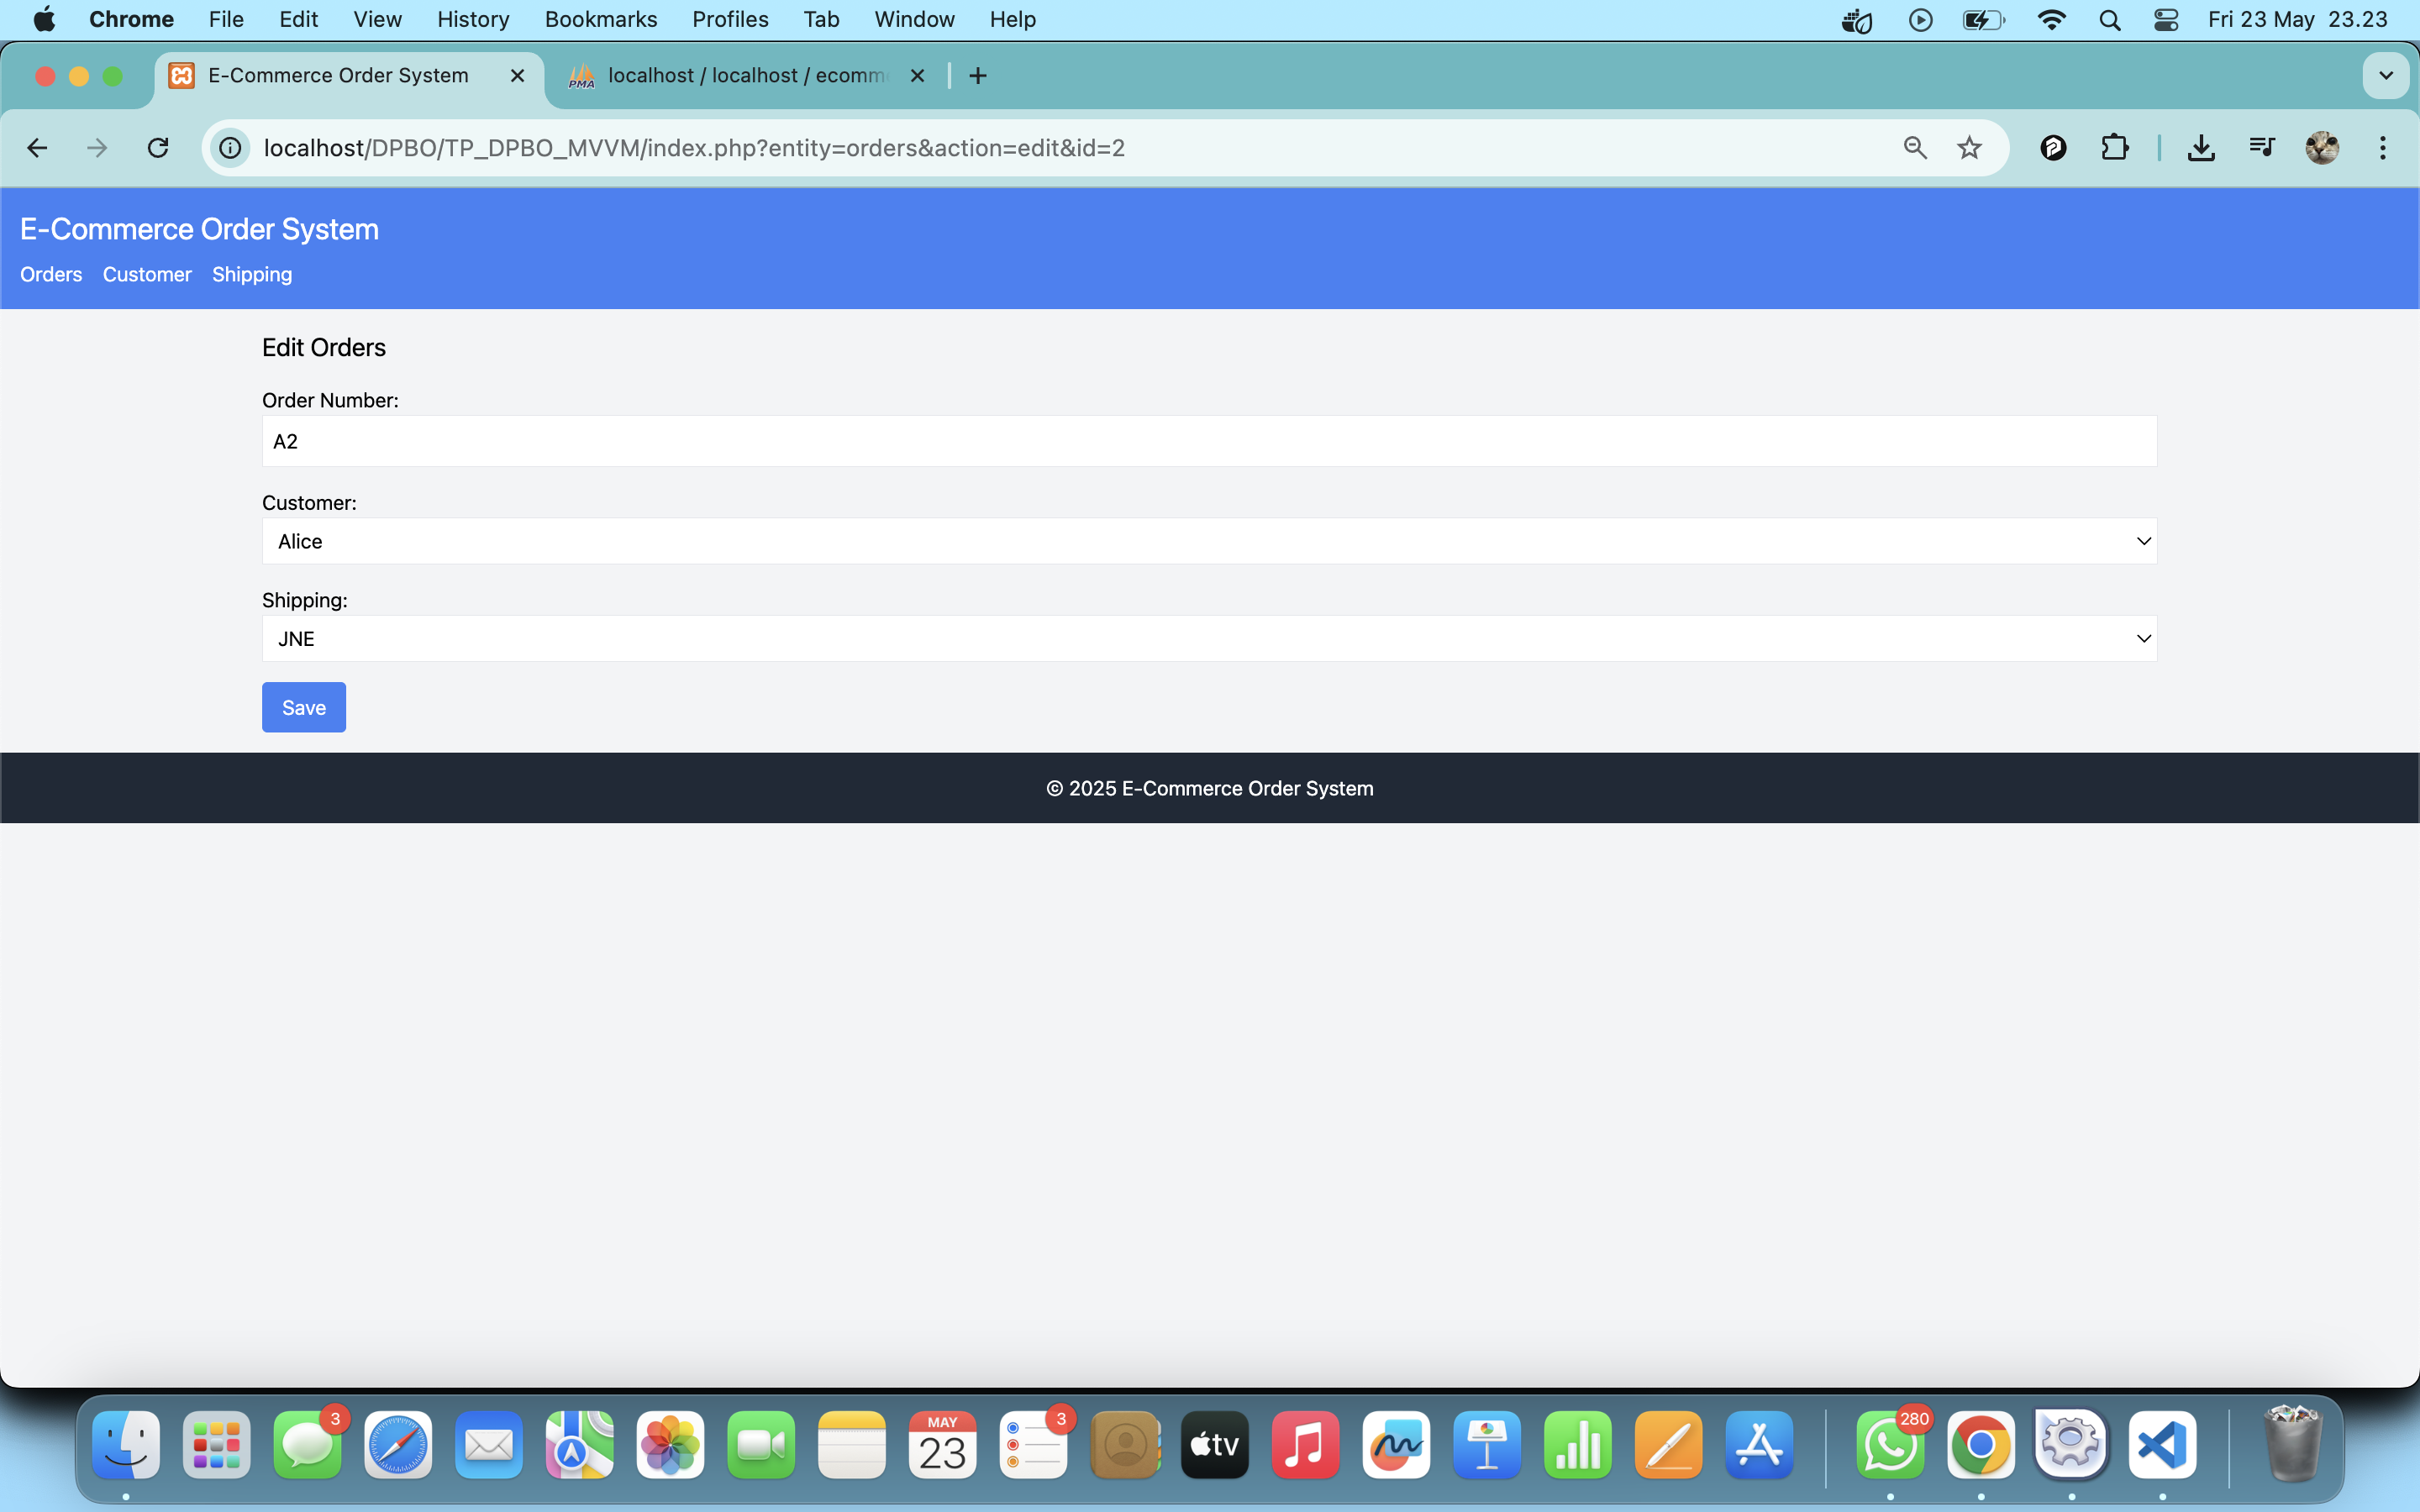 Chrome File Edit View History Bookmarks Profiles Tab Window Help Fri 23 May 23.23
E-Commerce Order System
PMA localhost / localhost / ecomm
localhost/DPBO/TP_DPBO_MVVM/index.php?entity=orders&action=edit&id=2
E-Commerce Order System
Orders Customer Shipping
Edit Orders
Order Number:
A2
Customer:
Alice
Shipping:
JNE
Save
© 2025 E-Commerce Order System
3
MAY
23
3
tv
280